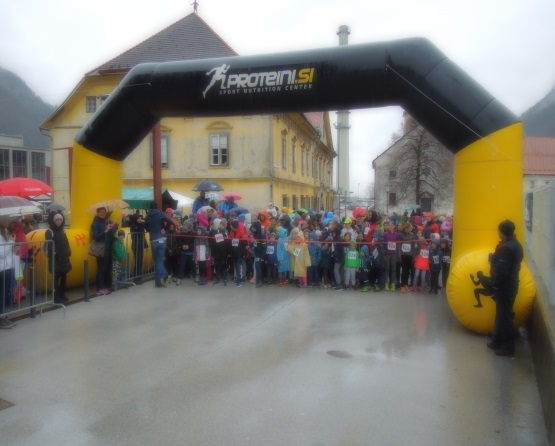 PROTEINI.SI
SPORT NUTRITION CENTER